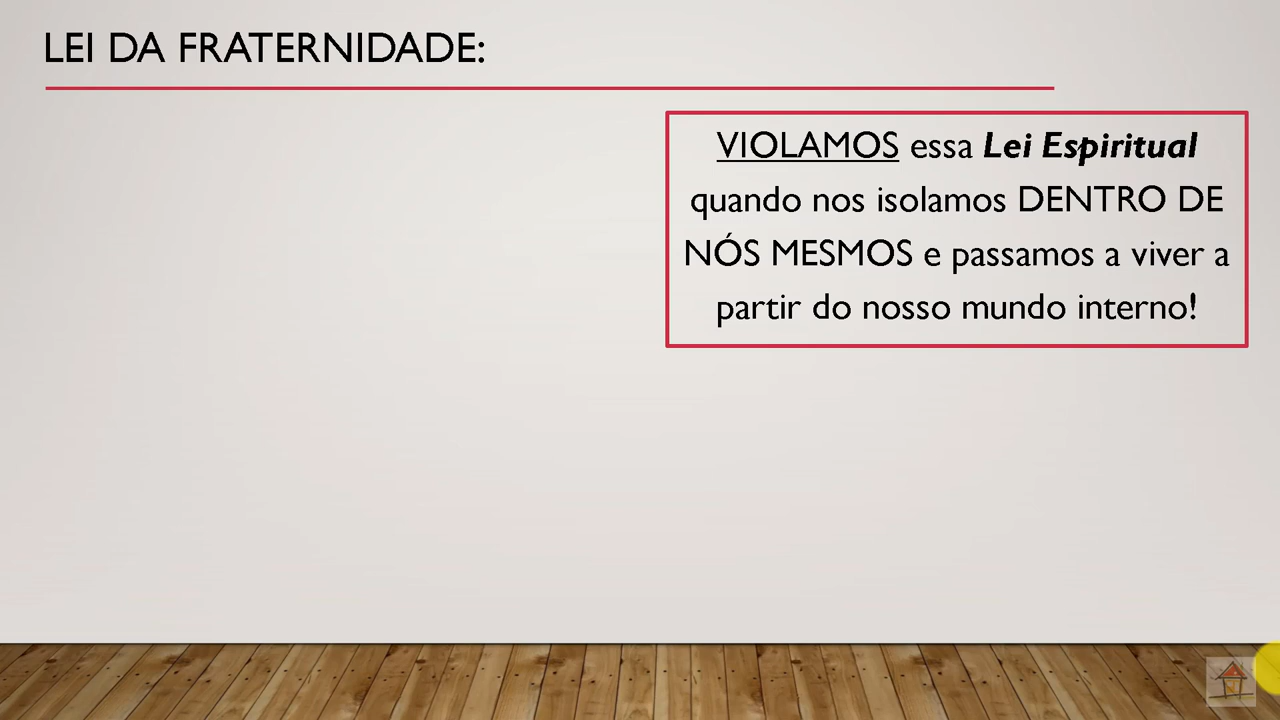 LEI DA FRATERNIDADE:
VIOLAMOS essa Lei Espiritual
quando nos isolamos DENTRO DE
NÓS MESMOS e passamos a viver a
partir do nosso mundo interno!